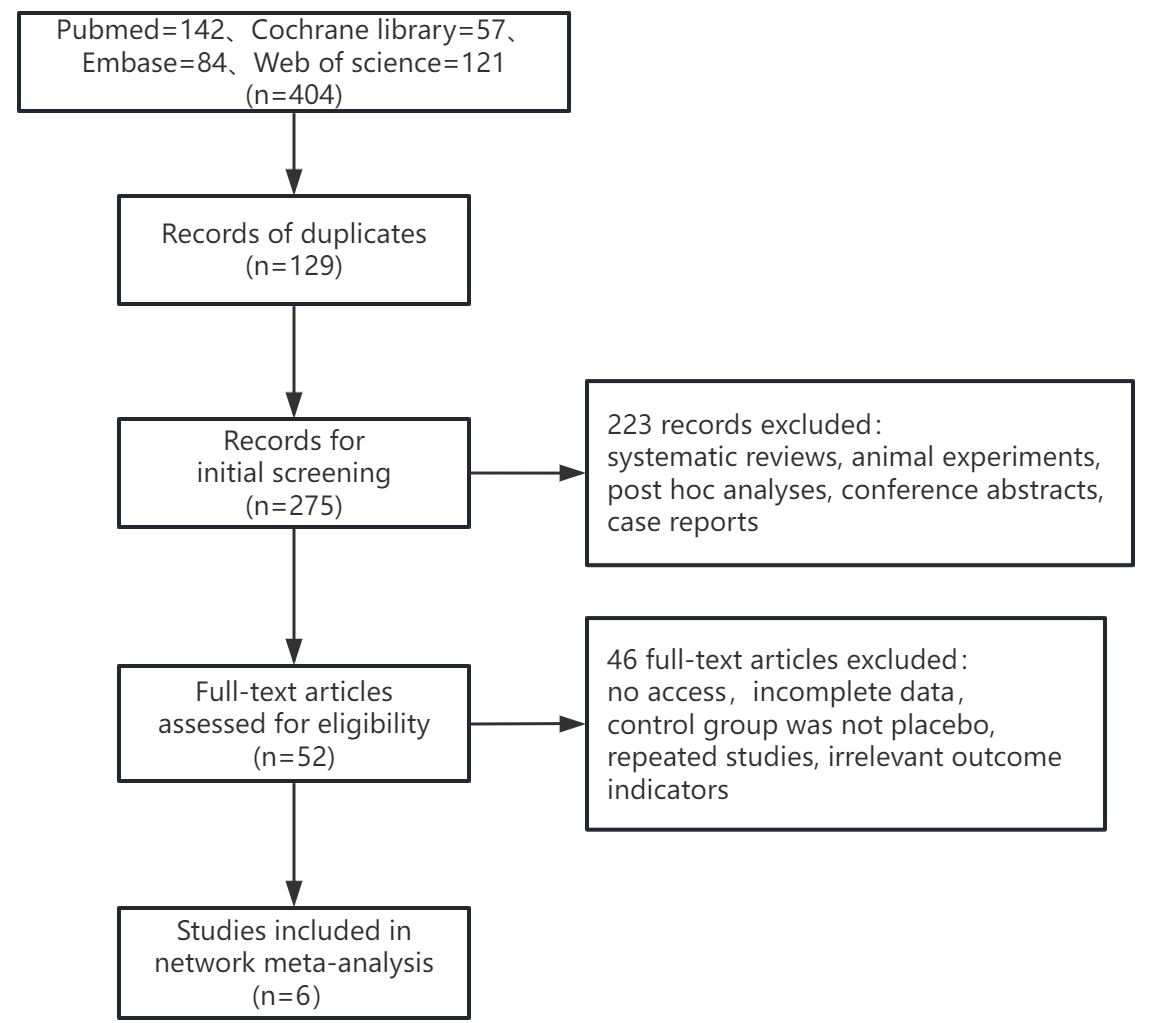 Pubmed=142、Cochrane library=57、
Embase=84、Web of science=121
(n=404)
Records of duplicates
(n=129)
Records for
initial screening
(n=275)
223 records excluded：
systematic reviews, animal experiments,
post hoc analyses, conference abstracts,
case reports
Full-text articles
assessed for eligibility
(n=52)
46 full-text articles excluded：
no access，incomplete data，
control group was not placebo,
repeated studies, irrelevant outcome
indicators
Studies included in
network meta-analysis
(n=6)